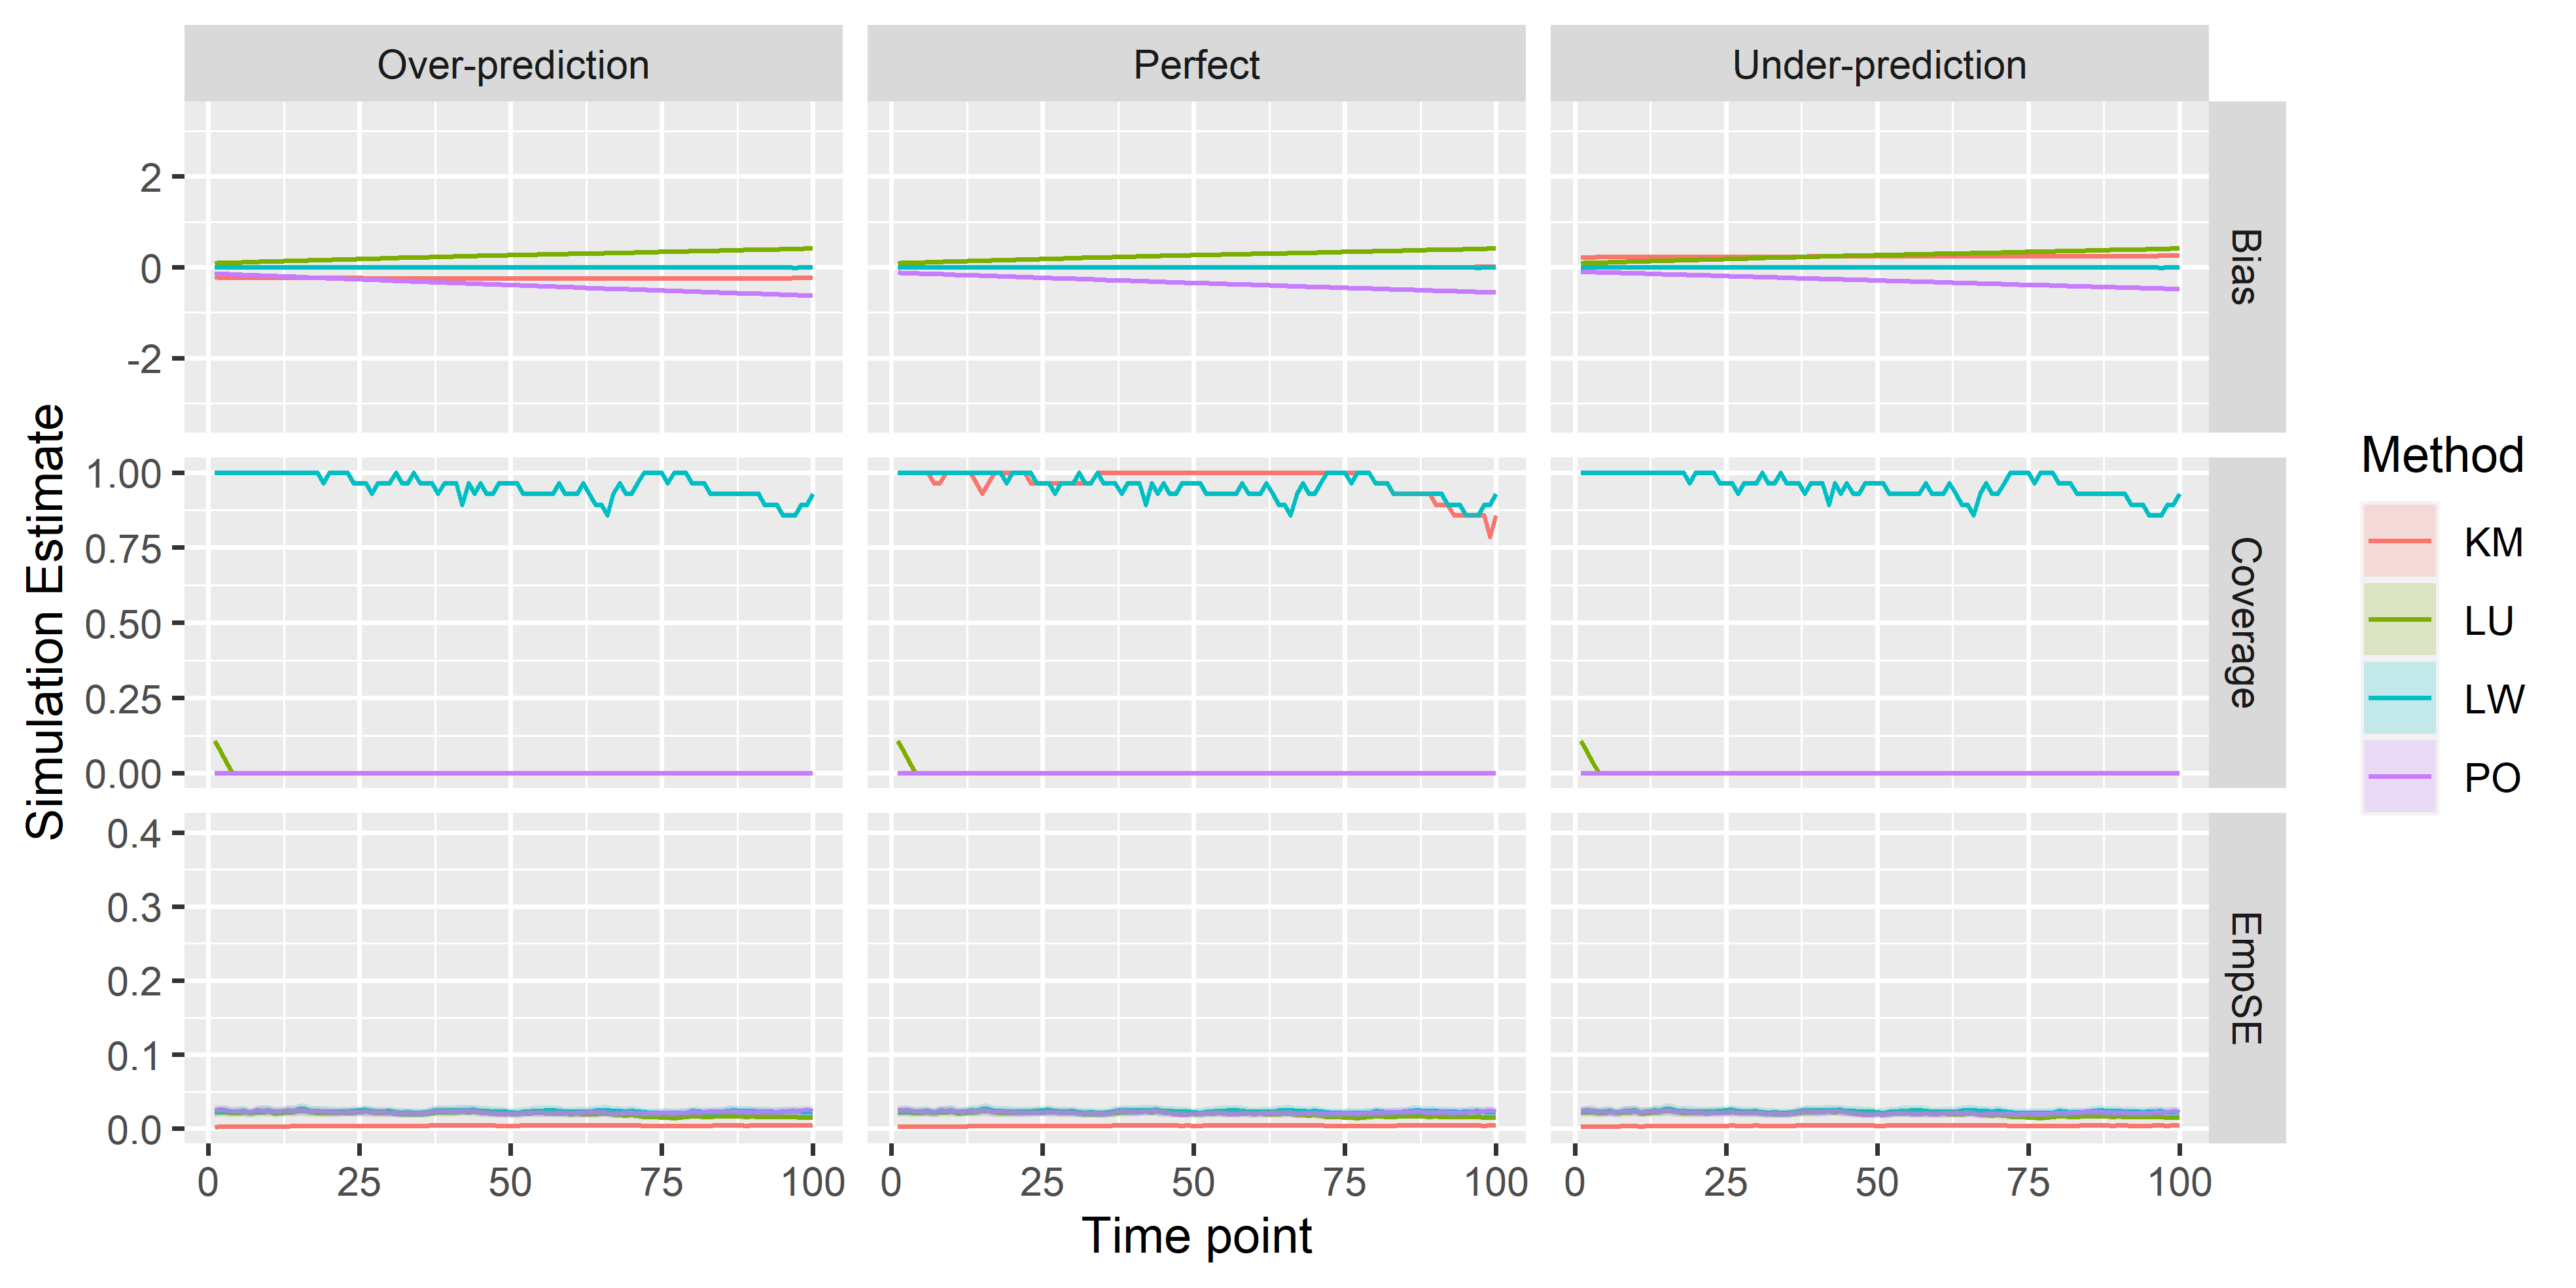 Over-prediction
Perfect
Under-prediction
2
0
-2
Bias
1.00
0.75
0.50
0.25
0.00
Coverage
0.4
0.3
0.2
0.1
0.0
EmpSE
0 25 50 75 100
0 25 50 75 100
0 25 50 75 100
Time point
Simulation Estimate
Method
KM
LU
LW
PO